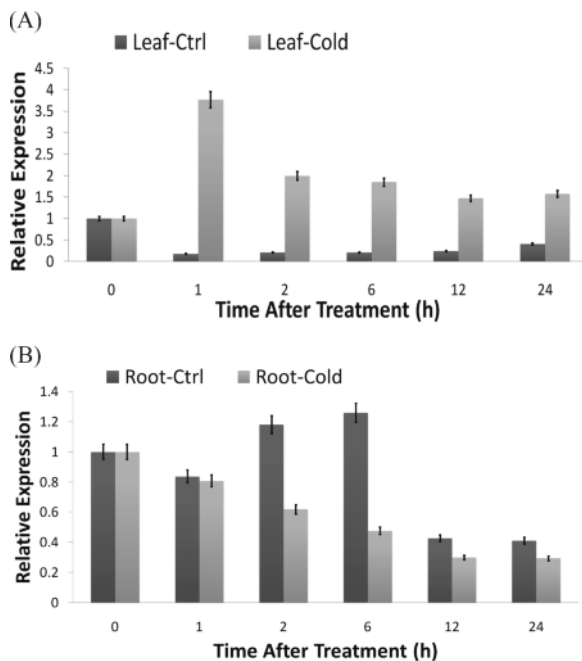 (A)
Leaf-Ctrl Leaf-Cold
Relative Expression
4.5
4
3.5
3
2.5
2
1.5
1
0.5
0
0 1 2 6 12 24
Time After Treatment (h)
(B)
Root-Ctrl Root-Cold
Relative Expression
1.4
1.2
1
0.8
0.6
0.4
0.2
0
0 1 2 6 12 24
Time After Treatment (h)